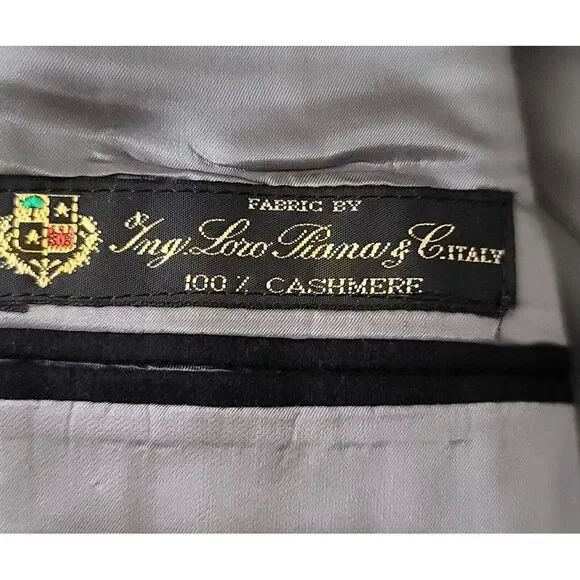 FABRIC BY
Ing. Loro Piana & C. ITALY
100 % CASHMERE